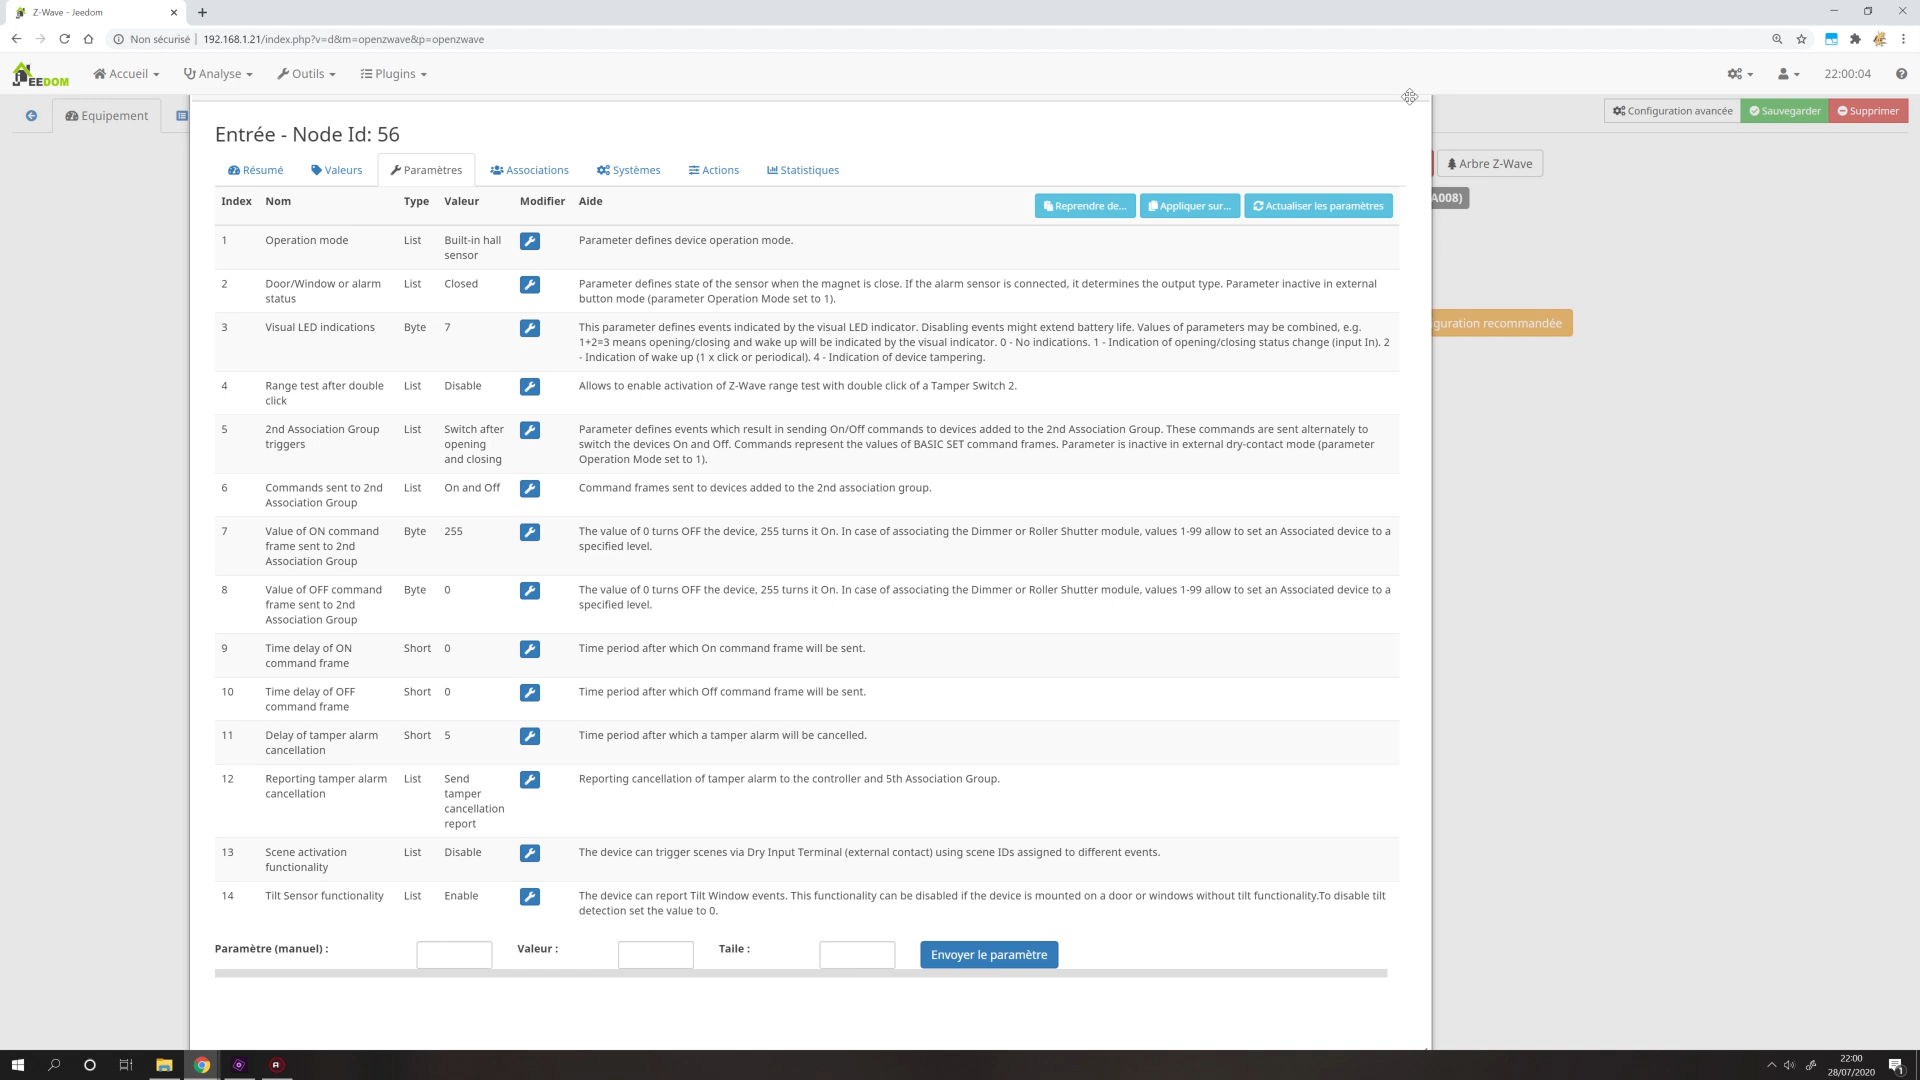 Z-Wave - Jeedom
Non sécurisé 192.168.1.21/index.php?v=d&m=openzwave&p=openzwave
JEEDOM Accueil Analyse Outils Plugins 22:00:04
Equipement Configuration avancée Sauvegarder Supprimer
Entrée - Node Id: 56
Arbre Z-Wave
Résumé Valeurs Paramètres Associations Systèmes Actions Statistiques
A008)
Index Nom Type Valeur Modifier Aide Reprendre de... Appliquer sur... Actualiser les paramètres
1 Operation mode List Built-in hall Parameter defines device operation mode.
sensor
2 Door/Window or alarm List Closed Parameter defines state of the sensor when the magnet is close. If the alarm sensor is connected, it determines the output type. Parameter inactive in external
status button mode (parameter Operation Mode set to 1).
3 Visual LED indications Byte 7 This parameter defines events indicated by the visual LED indicator. Disabling events might extend battery life. Values of parameters may be combined, e.g.
guration recommandée
1+2=3 means opening/closing and wake up will be indicated by the visual indicator. 0 - No indications. 1 - Indication of opening/closing status change (input In). 2
- Indication of wake up (1 x click or periodical). 4 - Indication of device tampering.
4 Range test after double List Disable Allows to enable activation of Z-Wave range test with double click of a Tamper Switch 2.
click
5 2nd Association Group List Switch after Parameter defines events which result in sending On/Off commands to devices added to the 2nd Association Group. These commands are sent alternately to
triggers opening switch the devices On and Off. Commands represent the values of BASIC SET command frames. Parameter is inactive in external dry-contact mode (parameter
and closing Operation Mode set to 1).
6 Commands sent to 2nd List On and Off Command frames sent to devices added to the 2nd association group.
Association Group
7 Value of ON command Byte 255 The value of 0 turns OFF the device, 255 turns it On. In case of associating the Dimmer or Roller Shutter module, values 1-99 allow to set an Associated device to a
frame sent to 2nd specified level.
Association Group
8 Value of OFF command Byte 0 The value of 0 turns OFF the device, 255 turns it On. In case of associating the Dimmer or Roller Shutter module, values 1-99 allow to set an Associated device to a
frame sent to 2nd specified level.
Association Group
9 Time delay of ON Short 0 Time period after which On command frame will be sent.
command frame
10 Time delay of OFF Short 0 Time period after which Off command frame will be sent.
command frame
11 Delay of tamper alarm Short 5 Time period after which a tamper alarm will be cancelled.
cancellation
12 Reporting tamper alarm List Send Reporting cancellation of tamper alarm to the controller and 5th Association Group.
cancellation tamper
cancellation
report
13 Scene activation List Disable The device can trigger scenes via Dry Input Terminal (external contact) using scene IDs assigned to different events.
functionality
14 Tilt Sensor functionality List Enable The device can report Tilt Window events. This functionality can be disabled if the device is mounted on a door or windows without tilt functionality.To disable tilt
detection set the value to 0.
Paramètre (manuel) : Valeur : Taile : Envoyer le paramètre
22:00
28/07/2020
1